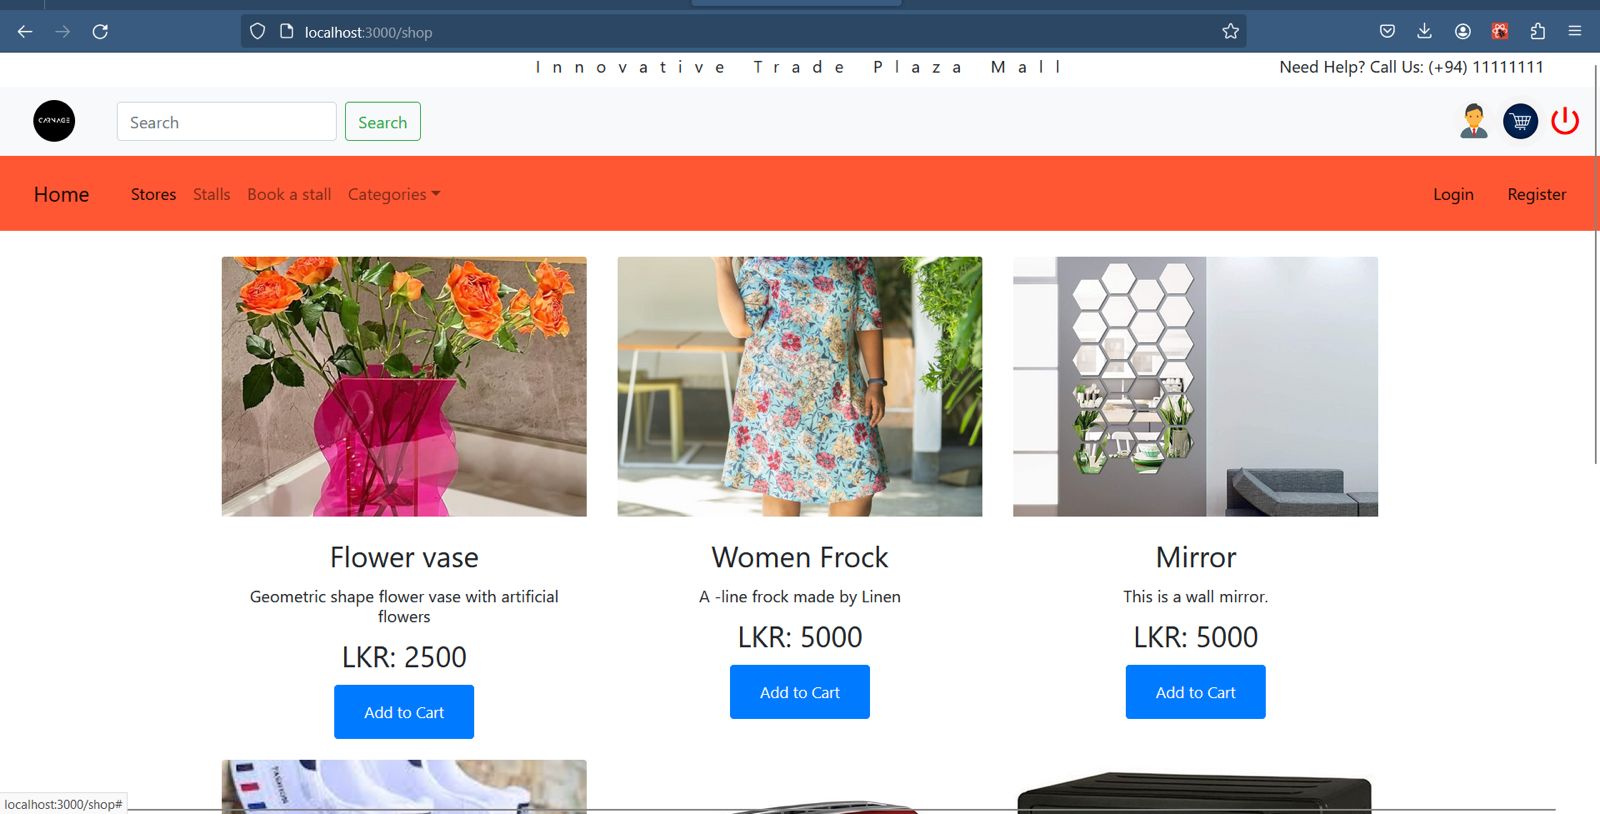 localhost:3000/shop
Innovative Trade Plaza Mall
Need Help? Call Us: (+94) 11111111
CARNAGE
Search
Search
Home
Stores
Stalls
Book a stall
Categories
Login
Register
Flower vase
Geometric shape flower vase with artificial
flowers
LKR: 2500
Add to Cart
Women Frock
A -line frock made by Linen
LKR: 5000
Add to Cart
Mirror
This is a wall mirror.
LKR: 5000
Add to Cart
localhost:3000/shop#